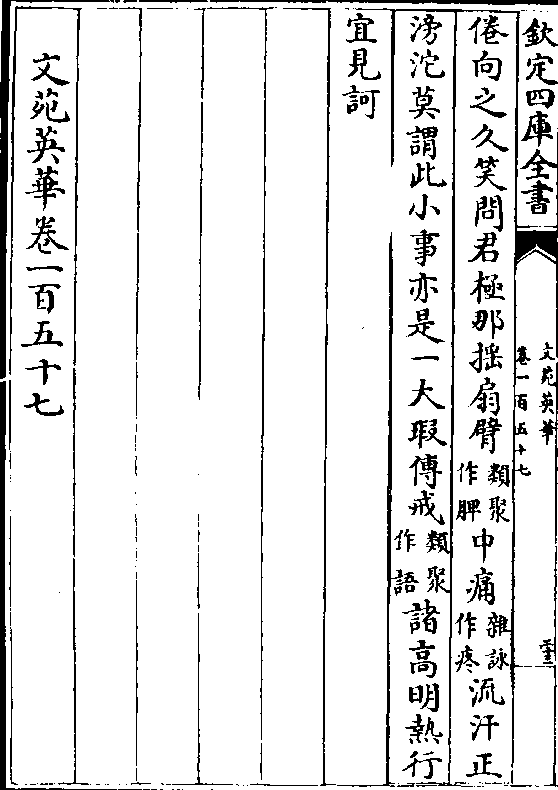 欽定四庫全書
文苑英華
卷一百五十七
倦向之久笑問君極那揺扇臂類聚作脾中痛雜詠作疼流汗正
滂沱莫謂此小事亦是一大瑕傳戒類聚作語諸高明熱行
宜見訶
文苑英華卷一百五十七